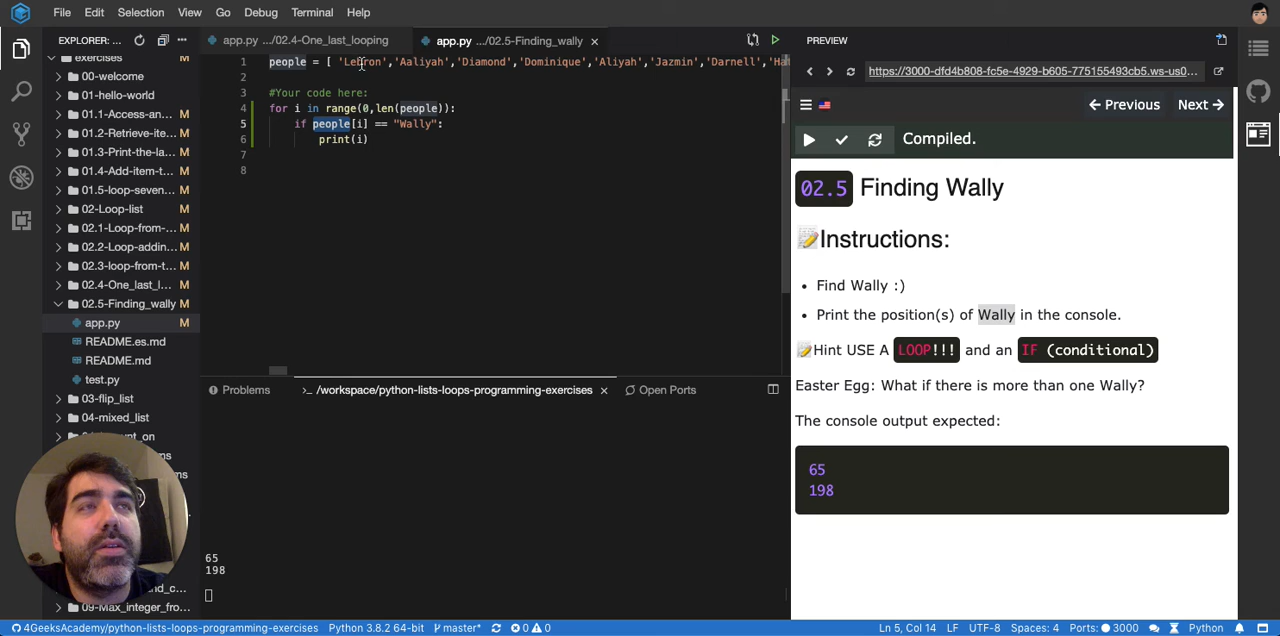 File Edit Selection View Go Debug Terminal Help
EXPLORER: ...
app.py .../02.4-One_last_looping
app.py .../02.5-Finding_wally
PREVIEW
exercises
00-welcome
01-hello-world
01.1-Access-an... M
01.2-Retrieve-ite... M
01.3-Print-the-la... M
01.4-Add-item-t... M
01.5-loop-seven... M
02-Loop-list M
02.1-Loop-from-... M
02.2-Loop-adding... M
02.3-loop-from-t... M
02.4-One_last_l... M
02.5-Finding_wally M
app.py M
README.es.md
README.md
test.py
03-flip_list
04-mixed_list
09-Max_integer_fro...
1 people = [ 'Lebron','Aaliyah','Diamond','Dominique','Aliyah','Jazmin','Darnell','Ha
2
3 #Your code here:
4 for i in range(0,len(people)):
5 if people[i] == "Wally":
6 print(i)
7
8
Problems
/workspace/python-lists-loops-programming-exercises
Open Ports
65
198
https://3000-dfd4b808-fc5e-4929-b605-775155493cb5.ws-us0...
Previous Next
Compiled.
02.5 Finding Wally
Instructions:
• Find Wally :)
• Print the position(s) of Wally in the console.
Hint USE A LOOP!!! and an IF (conditional)
Easter Egg: What if there is more than one Wally?
The console output expected:
65
198
4GeeksAcademy/python-lists-loops-programming-exercises Python 3.8.2 64-bit master* 0 0 Ln 5, Col 14 LF UTF-8 Spaces: 4 Ports: 3000 Python